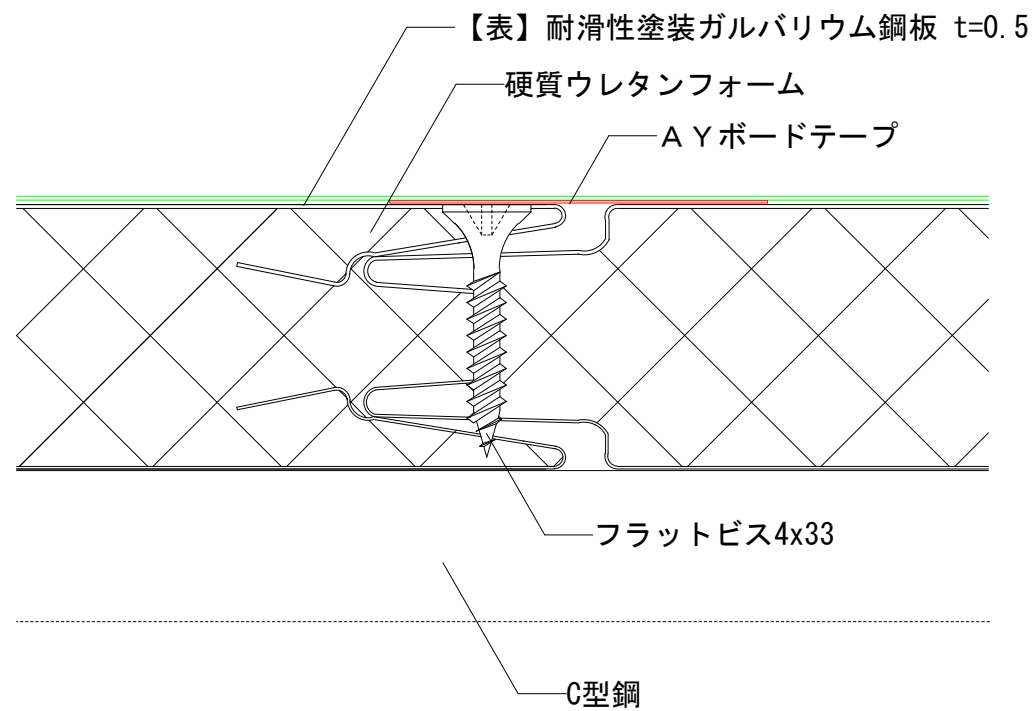 【表】耐滑性塗装ガルバリウム鋼板 t=0.5
硬質ウレタンフォーム
ＡＹボードテープ
フラットビス4x33
C型鋼